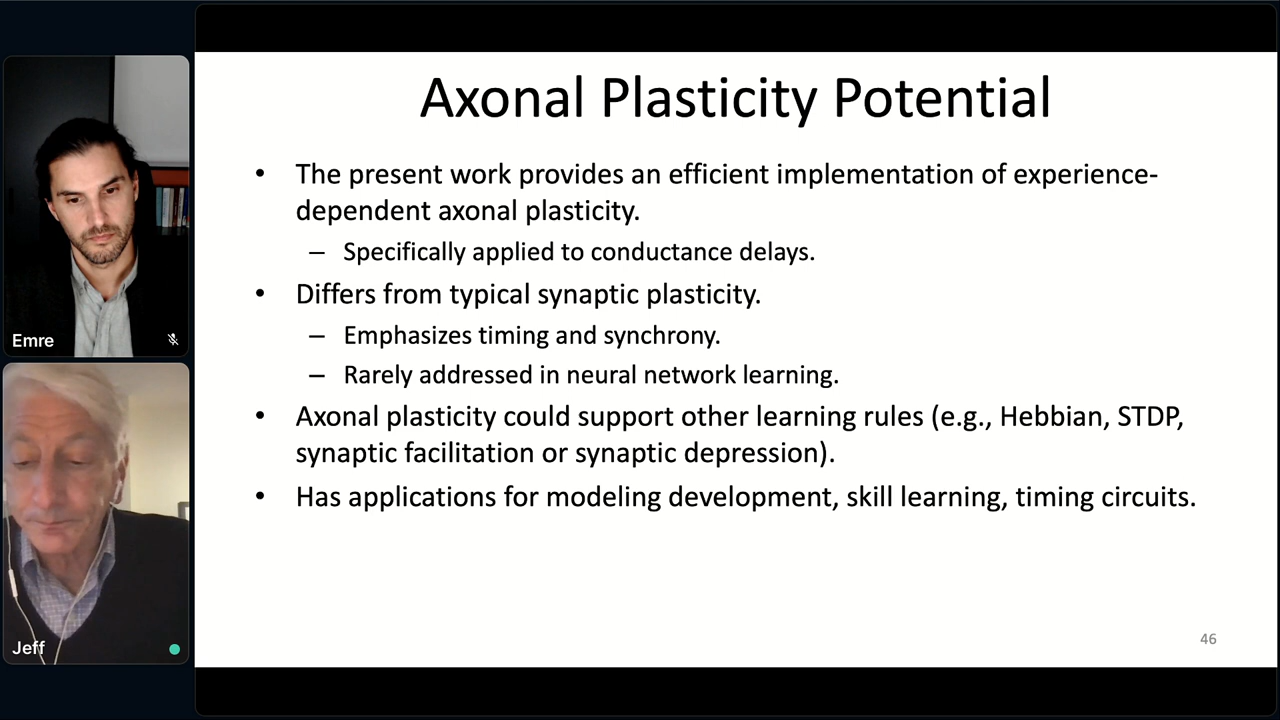 Axonal Plasticity Potential
• The present work provides an efficient implementation of experience-
dependent axonal plasticity.
– Specifically applied to conductance delays.
• Differs from typical synaptic plasticity.
– Emphasizes timing and synchrony.
– Rarely addressed in neural network learning.
• Axonal plasticity could support other learning rules (e.g., Hebbian, STDP,
synaptic facilitation or synaptic depression).
• Has applications for modeling development, skill learning, timing circuits.
46
Emre
Jeff